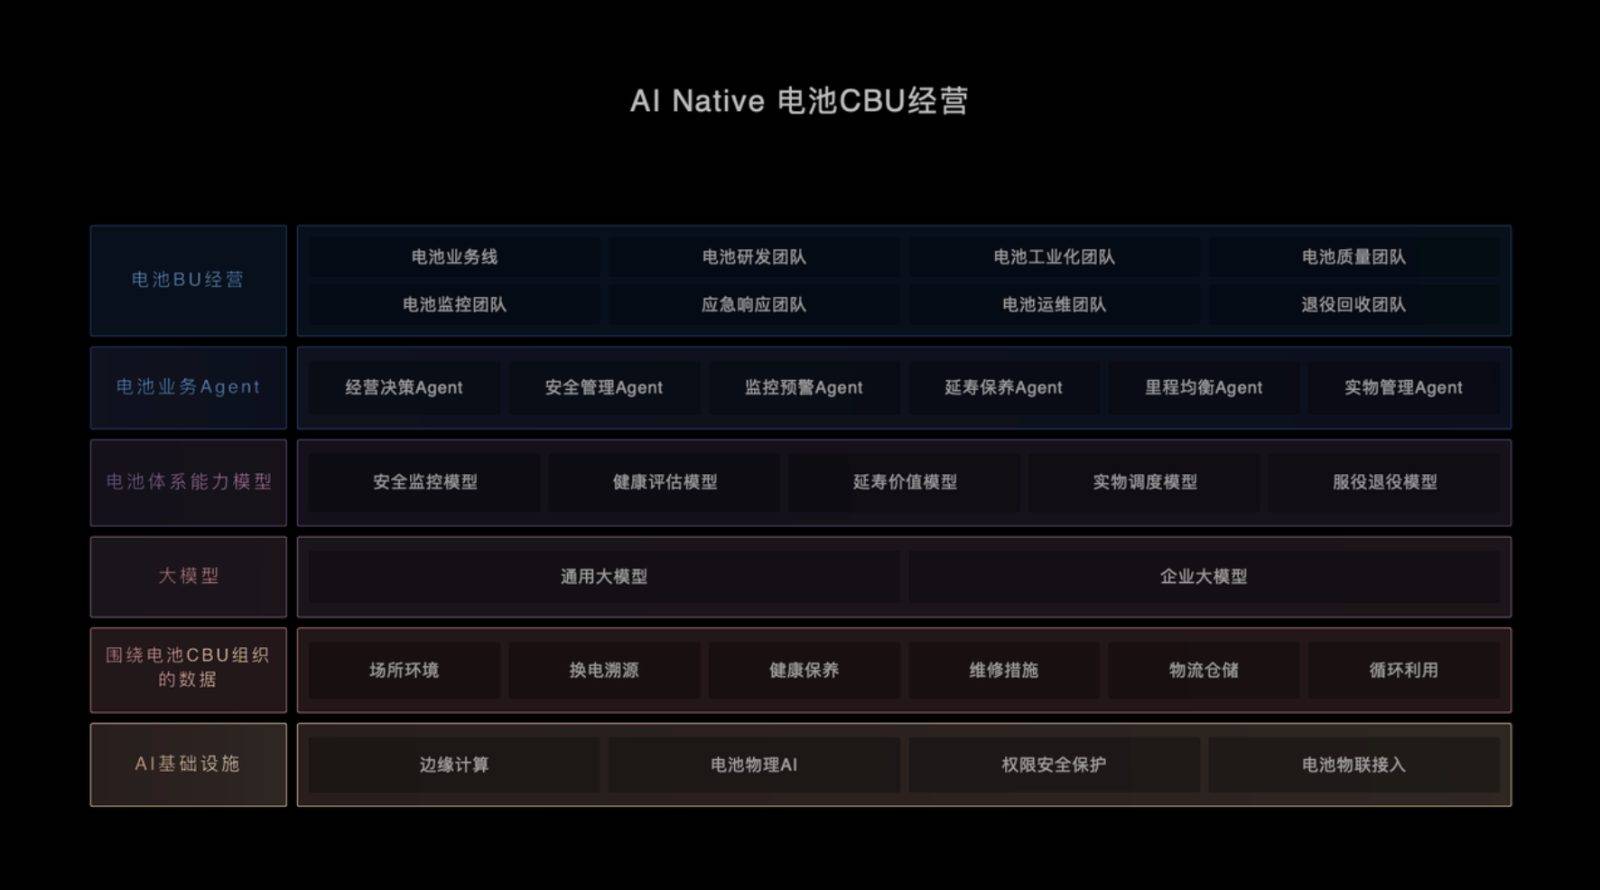 AI Native 电池CBU经营
电池BU经营
电池业务线
电池研发团队
电池工业化团队
电池质量团队
电池监控团队
应急响应团队
电池运维团队
退役回收团队
电池业务Agent
经营决策Agent
安全管理Agent
监控预警Agent
延寿保养Agent
里程均衡Agent
实物管理Agent
电池体系能力模型
安全监控模型
健康评估模型
延寿价值模型
实物调度模型
服役退役模型
大模型
通用大模型
企业大模型
围绕电池CBU组织
的数据
场所环境
换电溯源
健康保养
维修措施
物流仓储
循环利用
AI基础设施
边缘计算
电池物理AI
权限安全保护
电池物联接入